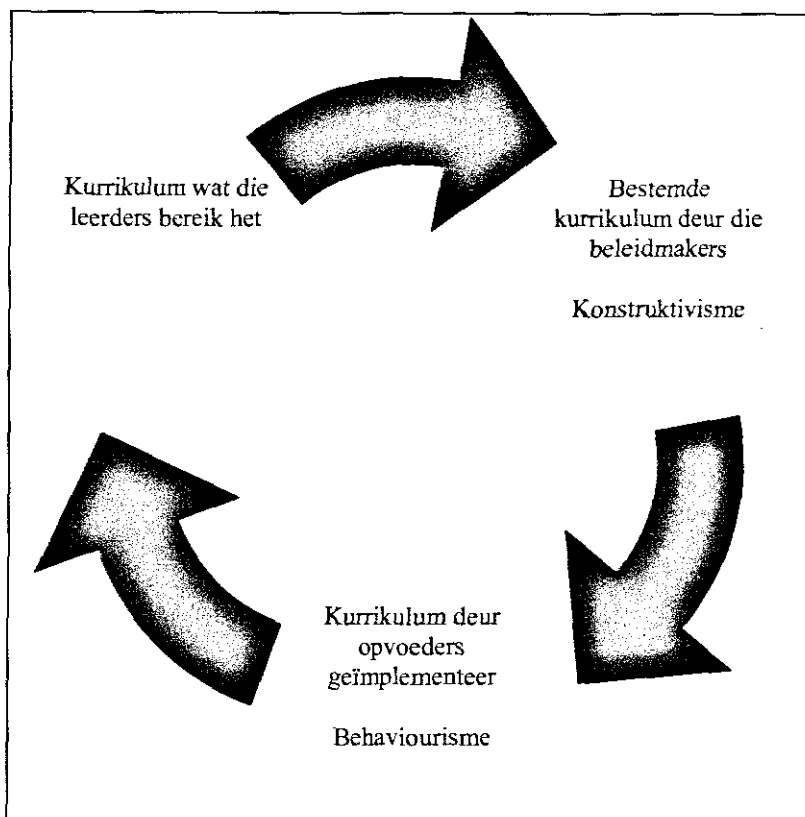 Kurrikulum wat die
leerders bereik het
Bestemde
kurrikulum deur die
beleidmakers
Konstruktivisme
Kurrikulum deur
opvoeders
geïmplementeer
Behaviourisme